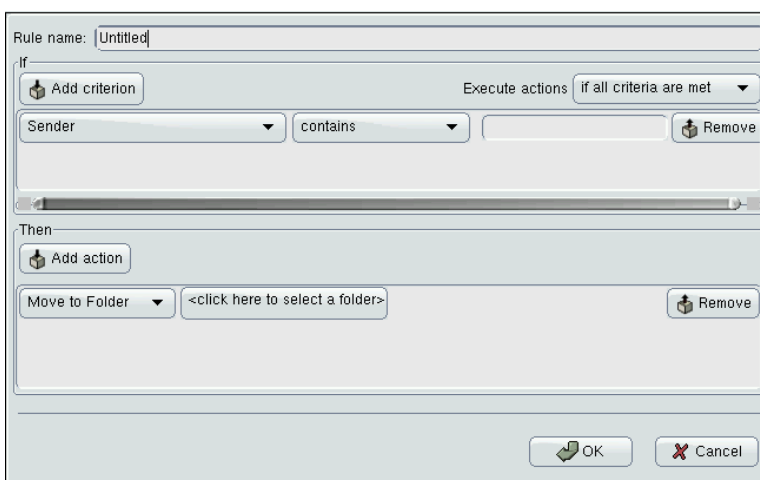 Rule name: Untitled
If
Add criterion Execute actions if all criteria are met
Sender contains Remove
Then
Add action
Move to Folder <click here to select a folder> Remove
OK Cancel